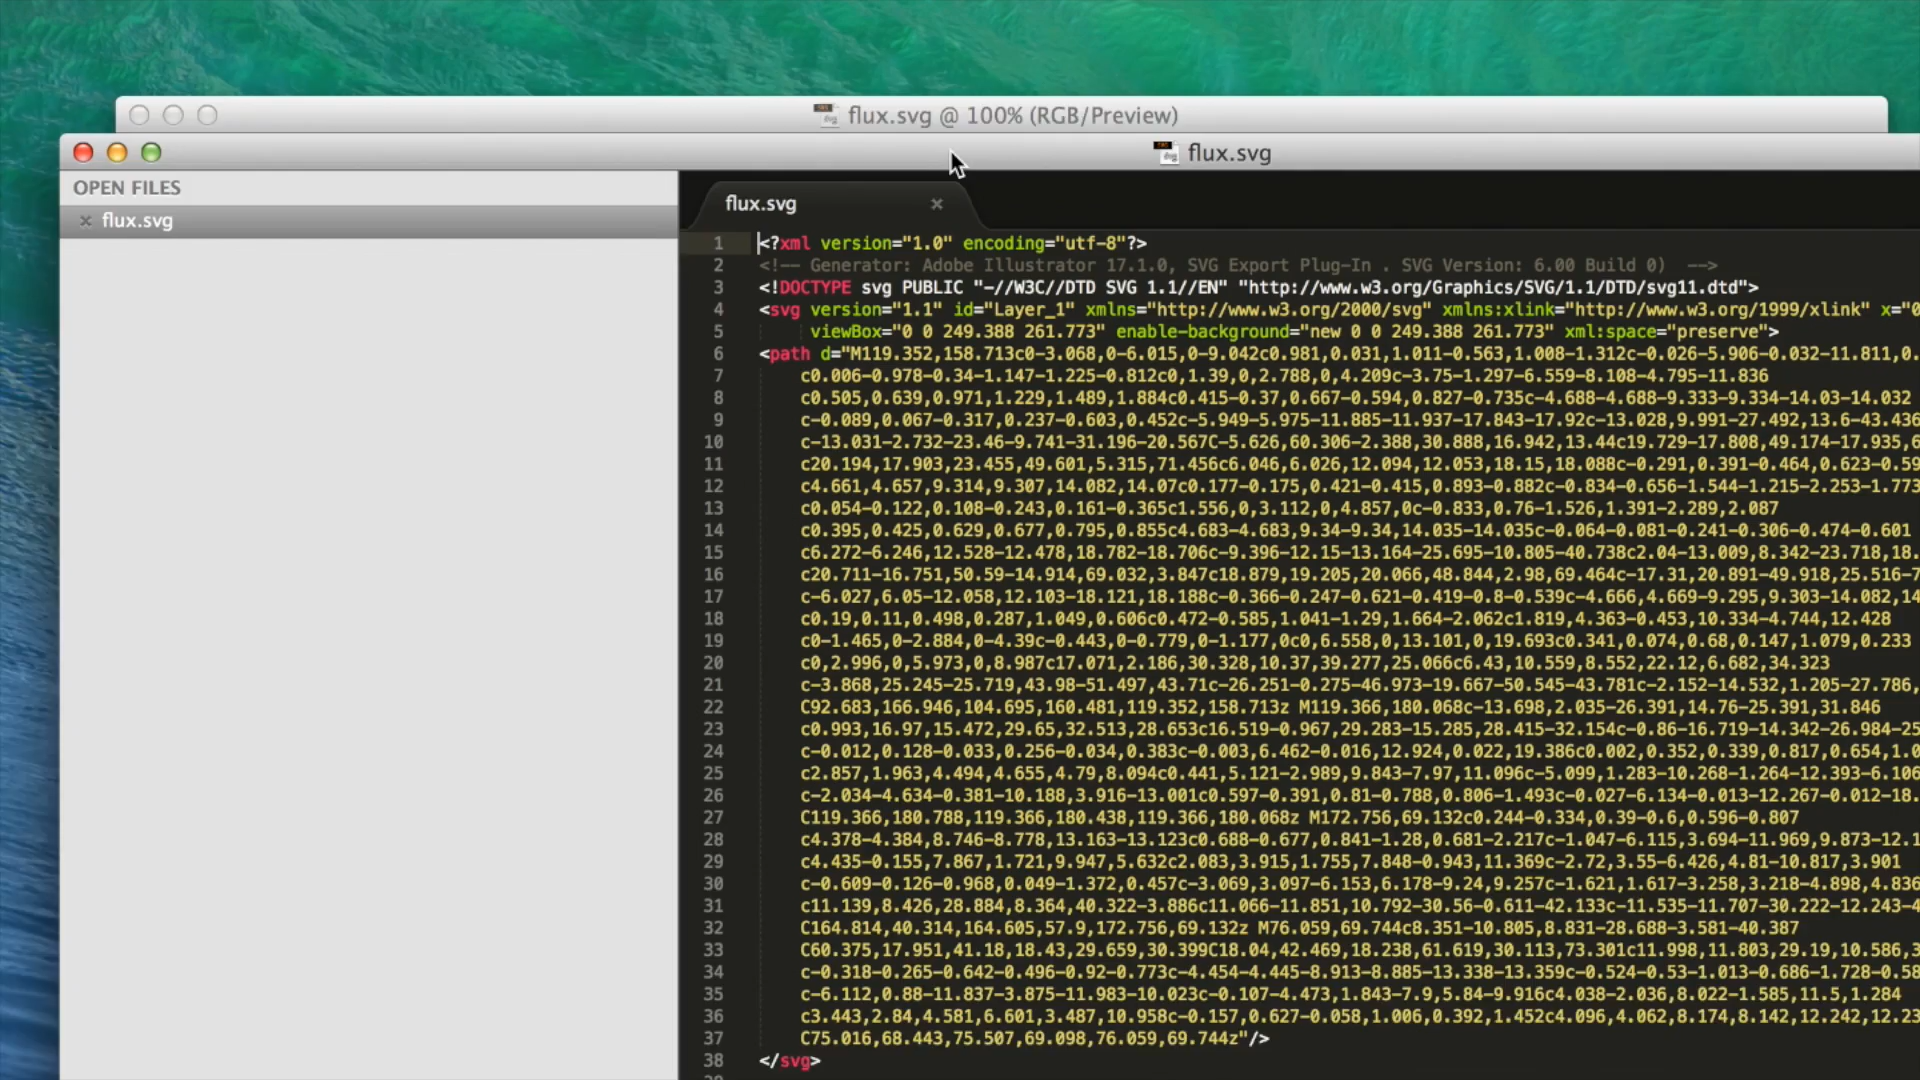 flux.svg @ 100% (RGB/Preview)
flux.svg
OPEN FILES
× flux.svg
flux.svg ×
1 <?xml version="1.0" encoding="utf-8"?>
2 <!-- Generator: Adobe Illustrator 17.1.0, SVG Export Plug-In . SVG Version: 6.00 Build 0) -->
3 <!DOCTYPE svg PUBLIC "-//W3C//DTD SVG 1.1//EN" "http://www.w3.org/Graphics/SVG/1.1/DTD/svg11.dtd">
4 <svg version="1.1" id="Layer_1" xmlns="http://www.w3.org/2000/svg" xmlns:xlink="http://www.w3.org/1999/xlink" x="0
5 viewBox="0 0 249.388 261.773" enable-background="new 0 0 249.388 261.773" xml:space="preserve">
6 <path d="M119.352,158.713c0-3.068,0-6.015,0-9.042c0.981,0.031,1.011-0.563,1.008-1.312c-0.026-5.906-0.032-11.811,0.
7 c0.006-0.978-0.34-1.147-1.225-0.812c0,1.39,0,2.788,0,4.209c-3.75-1.297-6.559-8.108-4.795-11.836
8 c0.505,0.639,0.971,1.229,1.489,1.884c0.415-0.37,0.667-0.594,0.827-0.735c-4.688-4.688-9.333-9.334-14.03-14.032
9 c-0.089,0.067-0.317,0.237-0.603,0.452c-5.949-5.975-11.885-11.937-17.843-17.92c-13.028,9.991-27.492,13.6-43.436
10 c-13.031-2.732-23.46-9.741-31.196-20.567C-5.626,60.306-2.388,30.888,16.942,13.44c19.729-17.808,49.174-17.935,6
11 c20.194,17.903,23.455,49.601,5.315,71.456c6.046,6.026,12.094,12.053,18.15,18.088c-0.291,0.391-0.464,0.623-0.59
12 c4.661,4.657,9.314,9.307,14.082,14.07c0.177-0.175,0.421-0.415,0.893-0.882c-0.834-0.656-1.544-1.215-2.253-1.773
13 c0.054-0.122,0.108-0.243,0.161-0.365c1.556,0,3.112,0,4.857,0c-0.833,0.76-1.526,1.391-2.289,2.087
14 c0.395,0.425,0.629,0.677,0.795,0.855c4.683-4.683,9.34-9.34,14.035-14.035c-0.064-0.081-0.241-0.306-0.474-0.601
15 c6.272-6.246,12.528-12.478,18.782-18.706c-9.396-12.15-13.164-25.695-10.805-40.738c2.04-13.009,8.342-23.718,18.
16 c20.711-16.751,50.59-14.914,69.032,3.847c18.879,19.205,20.066,48.844,2.98,69.464c-17.31,20.891-49.918,25.516-7
17 c-6.027,6.05-12.058,12.103-18.121,18.188c-0.366-0.247-0.621-0.419-0.8-0.539c-4.666,4.669-9.295,9.303-14.082,14
18 c0.19,0.11,0.498,0.287,1.049,0.606c0.472-0.585,1.041-1.29,1.664-2.062c1.819,4.363-0.453,10.334-4.744,12.428
19 c0-1.465,0-2.884,0-4.39c-0.443,0-0.779,0-1.177,0c0,6.558,0,13.101,0,19.693c0.341,0.074,0.68,0.147,1.079,0.233
20 c0,2.996,0,5.973,0,8.987c17.071,2.186,30.328,10.37,39.277,25.066c6.43,10.559,8.552,22.12,6.682,34.323
21 c-3.868,25.245-25.719,43.98-51.497,43.71c-26.251-0.275-46.973-19.667-50.545-43.781c-2.152-14.532,1.205-27.786,
22 C92.683,166.946,104.695,160.481,119.352,158.713z M119.366,180.068c-13.698,2.035-26.391,14.76-25.391,31.846
23 c0.993,16.97,15.472,29.65,32.513,28.653c16.519-0.967,29.283-15.285,28.415-32.154c-0.86-16.719-14.342-26.984-25
24 c-0.012,0.128-0.033,0.256-0.034,0.383c-0.003,6.462-0.016,12.924,0.022,19.386c0.002,0.352,0.339,0.817,0.654,1.0
25 c2.857,1.963,4.494,4.655,4.79,8.094c0.441,5.121-2.989,9.843-7.97,11.096c-5.099,1.283-10.268-1.264-12.393-6.106
26 c-2.034-4.634-0.381-10.188,3.916-13.001c0.597-0.391,0.81-0.788,0.806-1.493c-0.027-6.134-0.013-12.267-0.012-18.
27 C119.366,180.788,119.366,180.438,119.366,180.068z M172.756,69.132c0.244-0.334,0.39-0.6,0.596-0.807
28 c4.378-4.384,8.746-8.778,13.163-13.123c0.688-0.677,0.841-1.28,0.681-2.217c-1.047-6.115,3.694-11.969,9.873-12.1
29 c4.435-0.155,7.867,1.721,9.947,5.632c2.083,3.915,1.755,7.848-0.943,11.369c-2.72,3.55-6.426,4.81-10.817,3.901
30 c-0.609-0.126-0.968,0.049-1.372,0.457c-3.069,3.097-6.153,6.178-9.24,9.257c-1.621,1.617-3.258,3.218-4.898,4.836
31 c11.139,8.426,28.884,8.364,40.322-3.886c11.066-11.851,10.792-30.56-0.611-42.133c-11.535-11.707-30.222-12.243-4
32 C164.814,40.314,164.605,57.9,172.756,69.132z M76.059,69.744c8.351-10.805,8.831-28.688-3.581-40.387
33 C60.375,17.951,41.18,18.43,29.659,30.399C18.04,42.469,18.238,61.619,30.113,73.301c11.998,11.803,29.19,10.586,3
34 c-0.318-0.265-0.642-0.496-0.92-0.773c-4.454-4.445-8.913-8.885-13.338-13.359c-0.524-0.53-1.013-0.686-1.728-0.58
35 c-6.112,0.88-11.837-3.875-11.983-10.023c-0.107-4.473,1.843-7.9,5.84-9.916c4.038-2.036,8.022-1.585,11.5,1.284
36 c3.443,2.84,4.581,6.601,3.487,10.958c-0.157,0.627-0.058,1.006,0.392,1.452c4.096,4.062,8.174,8.142,12.242,12.23
37 C75.016,68.443,75.507,69.098,76.059,69.744z"/>
38 </svg>